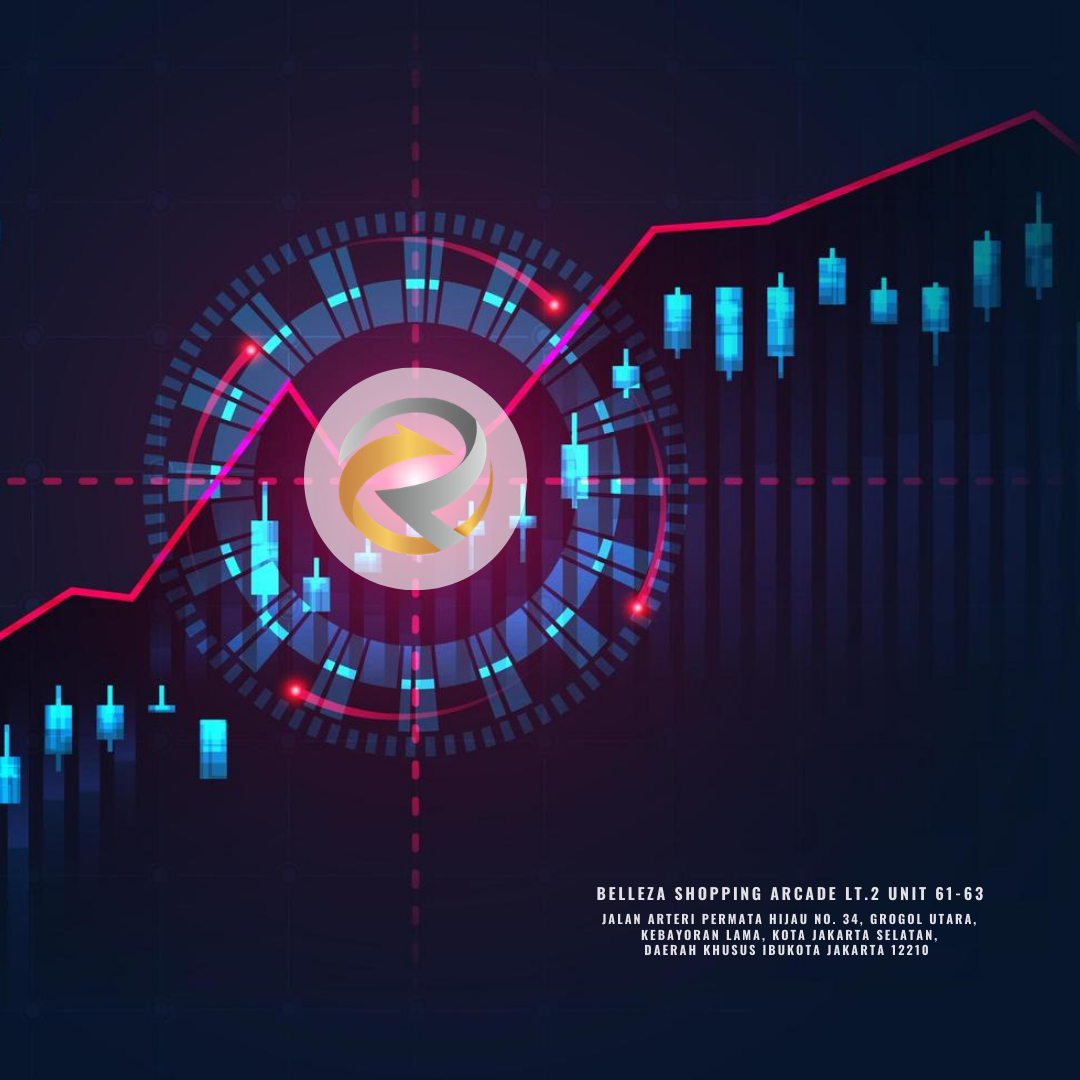 BELLEZA SHOPPING ARCADE LT.2 UNIT 61-63
JALAN ARTERI PERMATA HIJAU NO. 34, GROGOL UTARA,
KEBAYORAN LAMA, KOTA JAKARTA SELATAN,
DAERAH KHUSUS IBUKOTA JAKARTA 12210